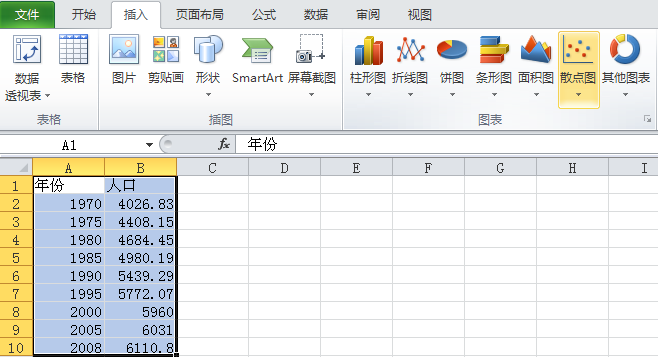 文件 开始 插入 页面布局 公式 数据 审阅 视图
数据透视表 表格 图片 剪贴画 形状 SmartArt 屏幕截图 柱形图 折线图 饼图 条形图 面积图 散点图 其他图表
表格 插图 图表
A1 fx 年份
A B C D E F G H I
1 年份 人口
2 1970 4026.83
3 1975 4408.15
4 1980 4684.45
5 1985 4980.19
6 1990 5439.29
7 1995 5772.07
8 2000 5960
9 2005 6031
10 2008 6110.8